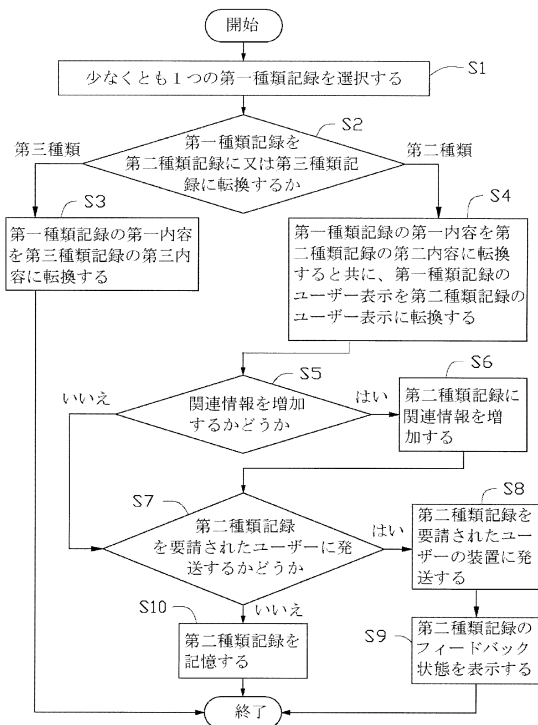 開始
S1
少なくとも1つの第一種類記録を選択する
S2
第一種類記録を
第二種類記録に又は第三種類記
録に転換するか
第三種類
第二種類
S3
第一種類記録の第一内容
を第三種類記録の第三内
容に転換する
S4
第一種類記録の第一内容を第
二種類記録の第二内容に転換
すると共に、第一種類記録の
ユーザー表示を第二種類記録の
ユーザー表示に転換する
S5
関連情報を増加
するかどうか
いいえ
はい
S6
第二種類記録に
関連情報を増
加する
S7
第二種類記録
を要請されたユーザーに発
送するかどうか
はい
いいえ
S8
第二種類記録を
要請されたユー
ザーの装置に発
送する
S10
第二種類記録を
記憶する
S9
第二種類記録の
フィードバック
状態を表示する
終了